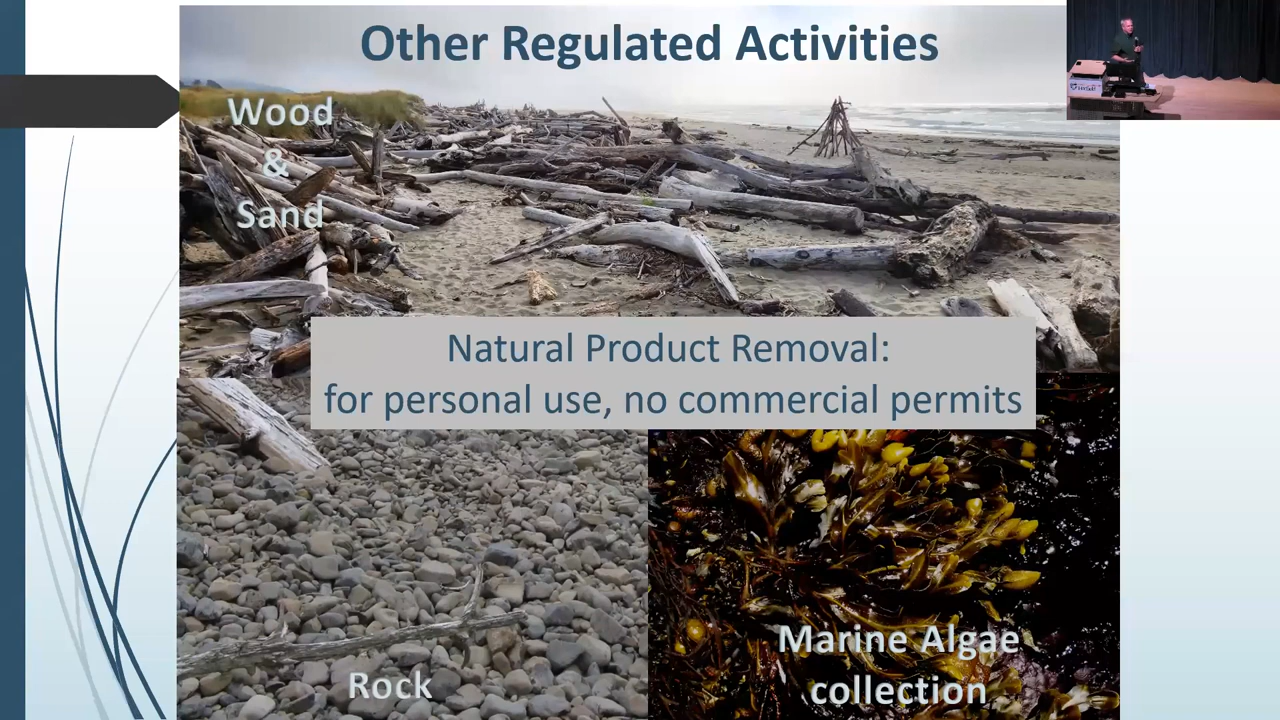 Other Regulated Activities
Wood
&
Sand
Natural Product Removal:
for personal use, no commercial permits
Rock
Marine Algae
collection